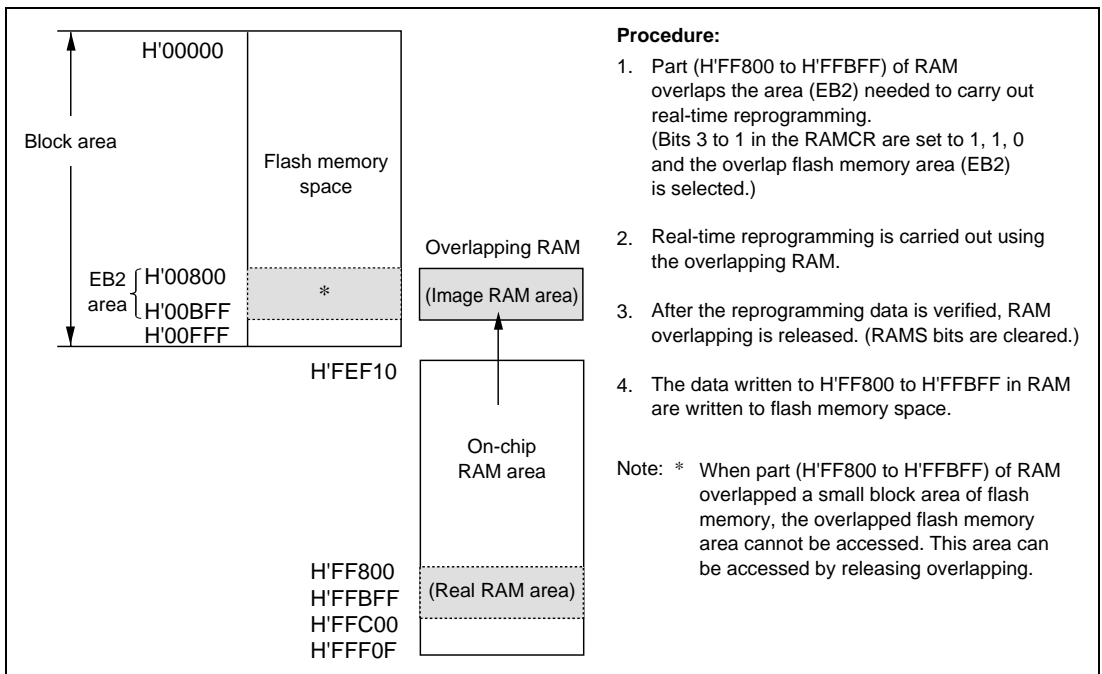 H'00000
Block area
Flash memory
space
EB2
area
H'00800
H'00BFF
H'00FFF
*
Overlapping RAM
(Image RAM area)
H'FEF10
On-chip
RAM area
H'FF800
H'FFBFF
H'FFC00
H'FFF0F
(Real RAM area)
Procedure:
1. Part (H'FF800 to H'FFBFF) of RAM
overlaps the area (EB2) needed to carry out
real-time reprogramming.
(Bits 3 to 1 in the RAMCR are set to 1, 1, 0
and the overlap flash memory area (EB2)
is selected.)
2. Real-time reprogramming is carried out using
the overlapping RAM.
3. After the reprogramming data is verified, RAM
overlapping is released. (RAMS bits are cleared.)
4. The data written to H'FF800 to H'FFBFF in RAM
are written to flash memory space.
Note: * When part (H'FF800 to H'FFBFF) of RAM
overlapped a small block area of flash
memory, the overlapped flash memory
area cannot be accessed. This area can
be accessed by releasing overlapping.